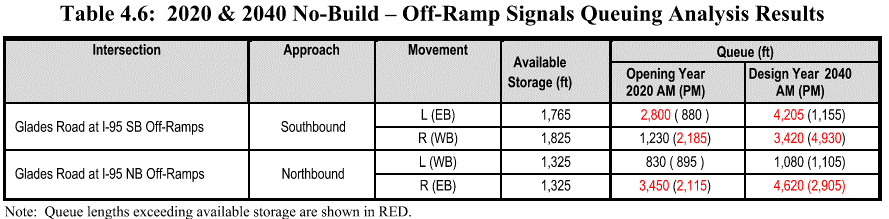 Table 4.6: 2020 & 2040 No-Build – Off-Ramp Signals Queuing Analysis Results
Intersection Approach Movement Available Storage (ft) Queue (ft)
Opening Year 2020 AM (PM) Design Year 2040 AM (PM)
Glades Road at I-95 SB Off-Ramps Southbound L (EB) 1,765 2,800 ( 880 ) 4,205 (1,155)
R (WB) 1,825 1,230 (2,185) 3,420 (4,930)
Glades Road at I-95 NB Off-Ramps Northbound L (WB) 1,325 830 ( 895 ) 1,080 (1,105)
R (EB) 1,325 3,450 (2,115) 4,620 (2,905)
Note: Queue lengths exceeding available storage are shown in RED.